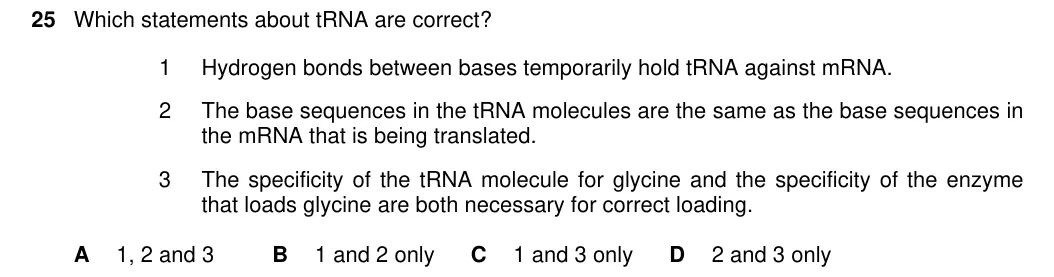 25 Which statements about tRNA are correct?
1 Hydrogen bonds between bases temporarily hold tRNA against mRNA.
2 The base sequences in the tRNA molecules are the same as the base sequences in
the mRNA that is being translated.
3 The specificity of the tRNA molecule for glycine and the specificity of the enzyme
that loads glycine are both necessary for correct loading.
A 1, 2 and 3 B 1 and 2 only C 1 and 3 only D 2 and 3 only